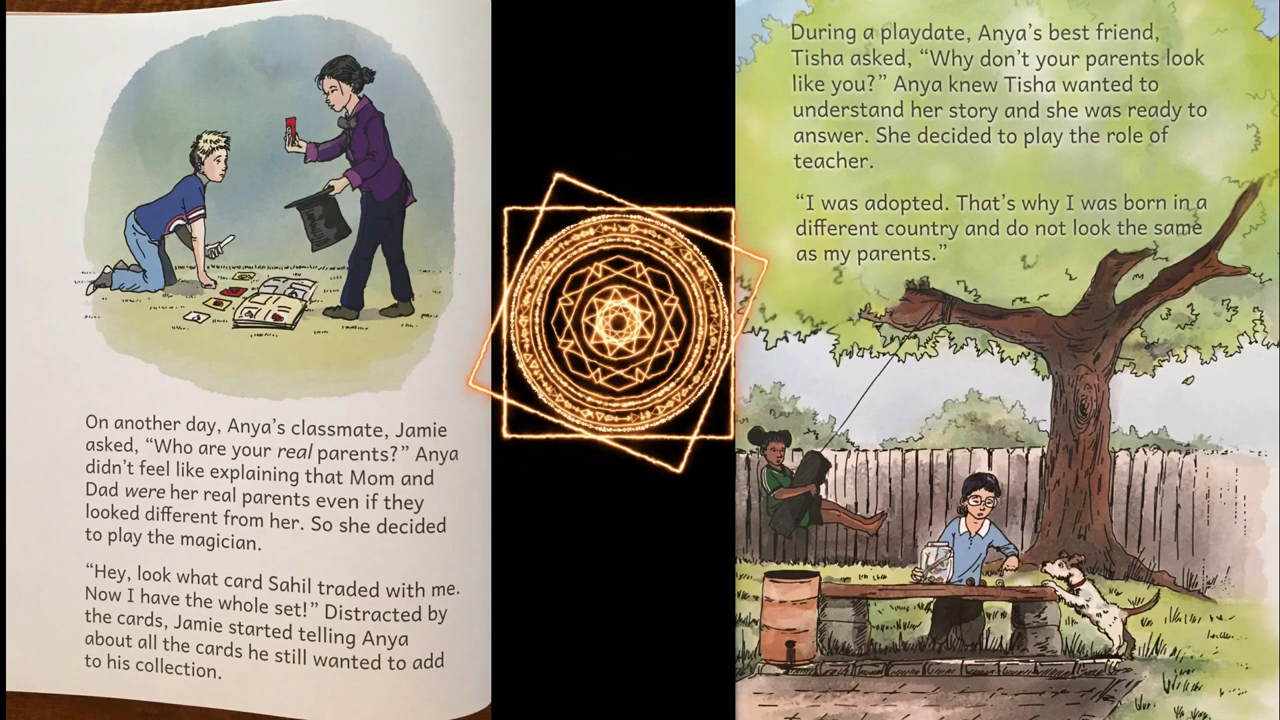 On another day, Anya's classmate, Jamie
asked, "Who are your real parents?" Anya
didn't feel like explaining that Mom and
Dad were her real parents even if they
looked different from her. So she decided
to play the magician.
"Hey, look what card Sahil traded with me.
Now I have the whole set!" Distracted by
the cards, Jamie started telling Anya
about all the cards he still wanted to add
to his collection.
During a playdate, Anya's best friend,
Tisha asked, "Why don't your parents look
like you?" Anya knew Tisha wanted to
understand her story and she was ready to
answer. She decided to play the role of
teacher.
"I was adopted. That's why I was born in a
different country and do not look the same
as my parents."